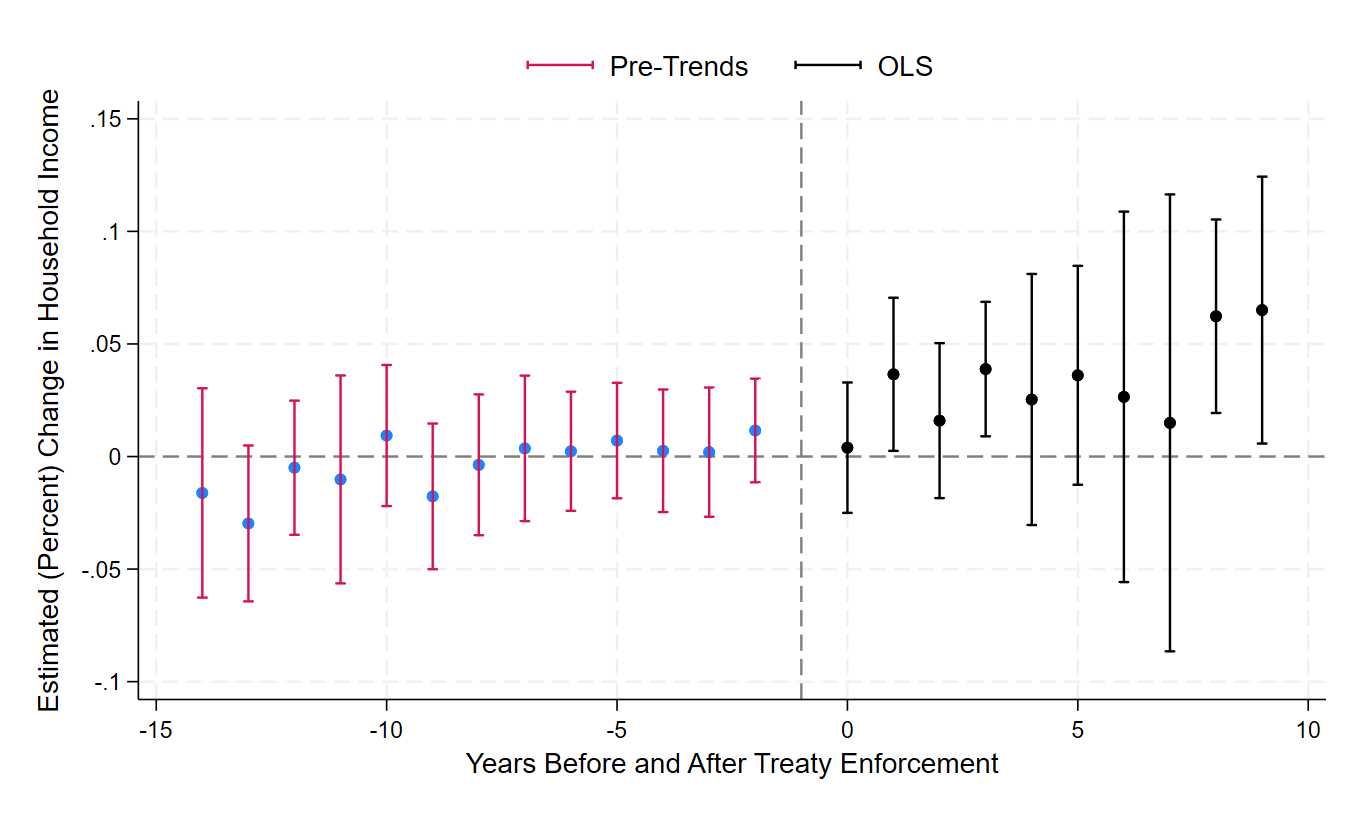 Pre-Trends OLS
Estimated (Percent) Change in Household Income
.15
.1
.05
0
-.05
-.1
-15 -10 -5 0 5 10
Years Before and After Treaty Enforcement